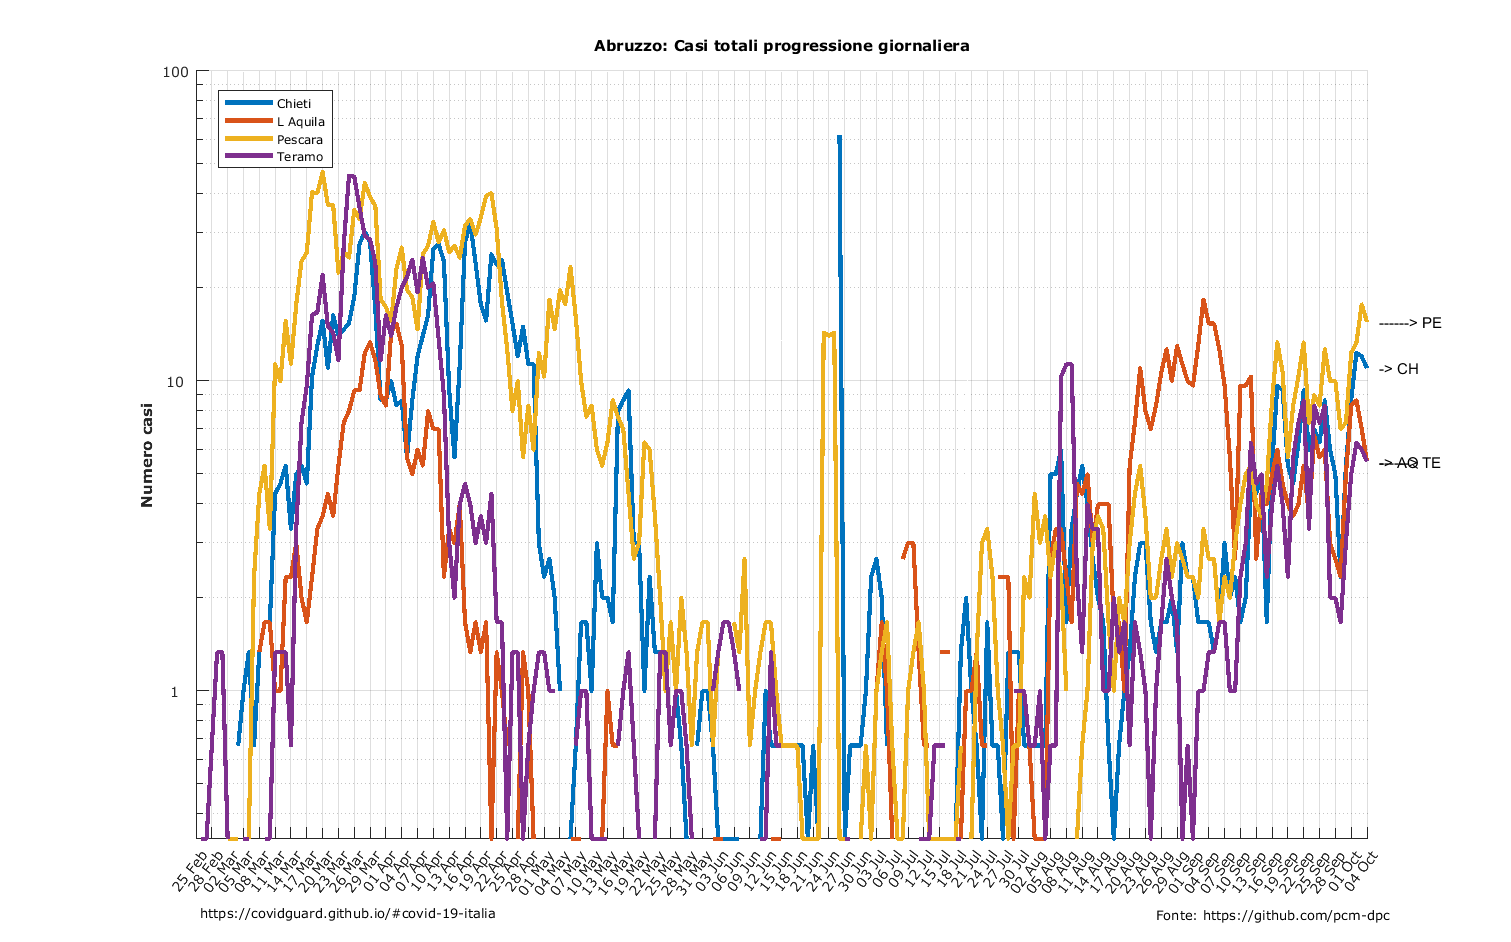 Abruzzo: Casi totali progressione giornaliera
100
10
1
Numero casi
Chieti
L Aquila
Pescara
Teramo
------> PE
-> CH
-> AQ
----> TE
25 Feb
28 Feb
02 Mar
05 Mar
08 Mar
11 Mar
14 Mar
17 Mar
20 Mar
23 Mar
26 Mar
29 Mar
01 Apr
04 Apr
07 Apr
10 Apr
13 Apr
16 Apr
19 Apr
22 Apr
25 Apr
28 Apr
01 May
04 May
07 May
10 May
13 May
16 May
19 May
22 May
25 May
28 May
31 May
03 Jun
06 Jun
09 Jun
12 Jun
15 Jun
18 Jun
21 Jun
24 Jun
27 Jun
30 Jun
03 Jul
06 Jul
09 Jul
12 Jul
15 Jul
18 Jul
21 Jul
24 Jul
27 Jul
30 Jul
02 Aug
05 Aug
08 Aug
11 Aug
14 Aug
17 Aug
20 Aug
23 Aug
26 Aug
29 Aug
01 Sep
04 Sep
07 Sep
10 Sep
13 Sep
16 Sep
19 Sep
22 Sep
25 Sep
28 Sep
01 Oct
04 Oct
https://covidguard.github.io/#covid-19-italia
Fonte: https://github.com/pcm-dpc